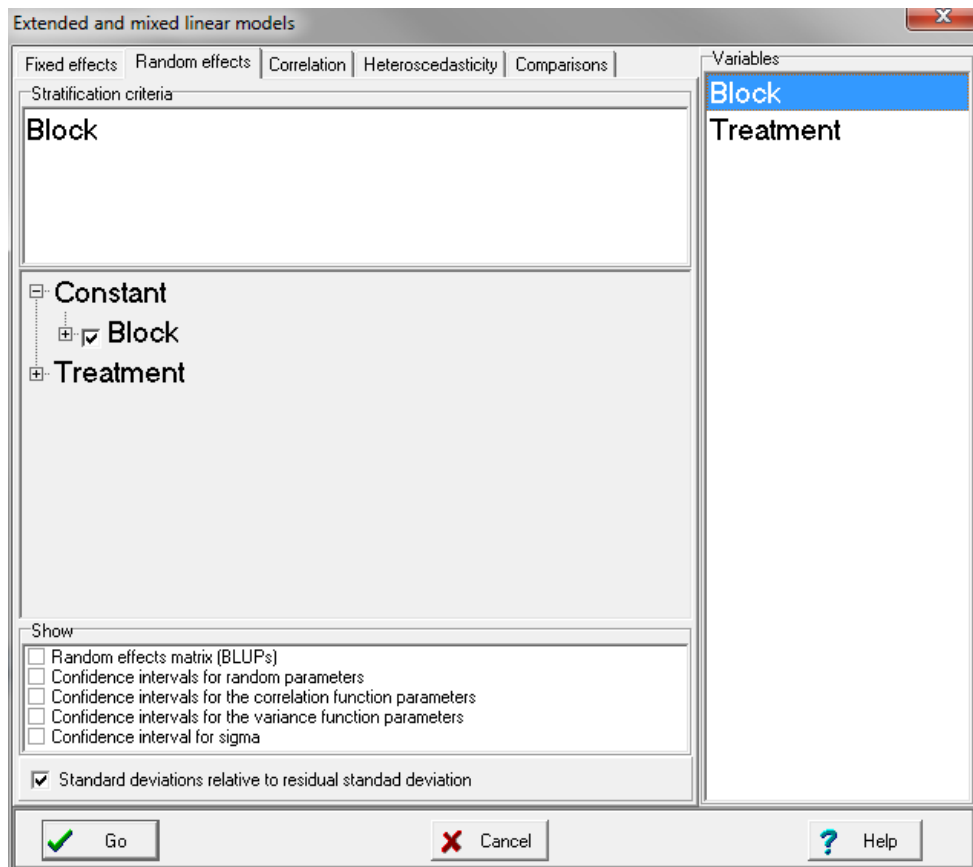 Extended and mixed linear models
X
Fixed effects Random effects Correlation Heteroscedasticity Comparisons
Stratification criteria
Block
Constant
Block
Treatment
Show
Random effects matrix (BLUPs)
Confidence intervals for random parameters
Confidence intervals for the correlation function parameters
Confidence intervals for the variance function parameters
Confidence interval for sigma
Standard deviations relative to residual standad deviation
Variables
Block
Treatment
Go Cancel ? Help